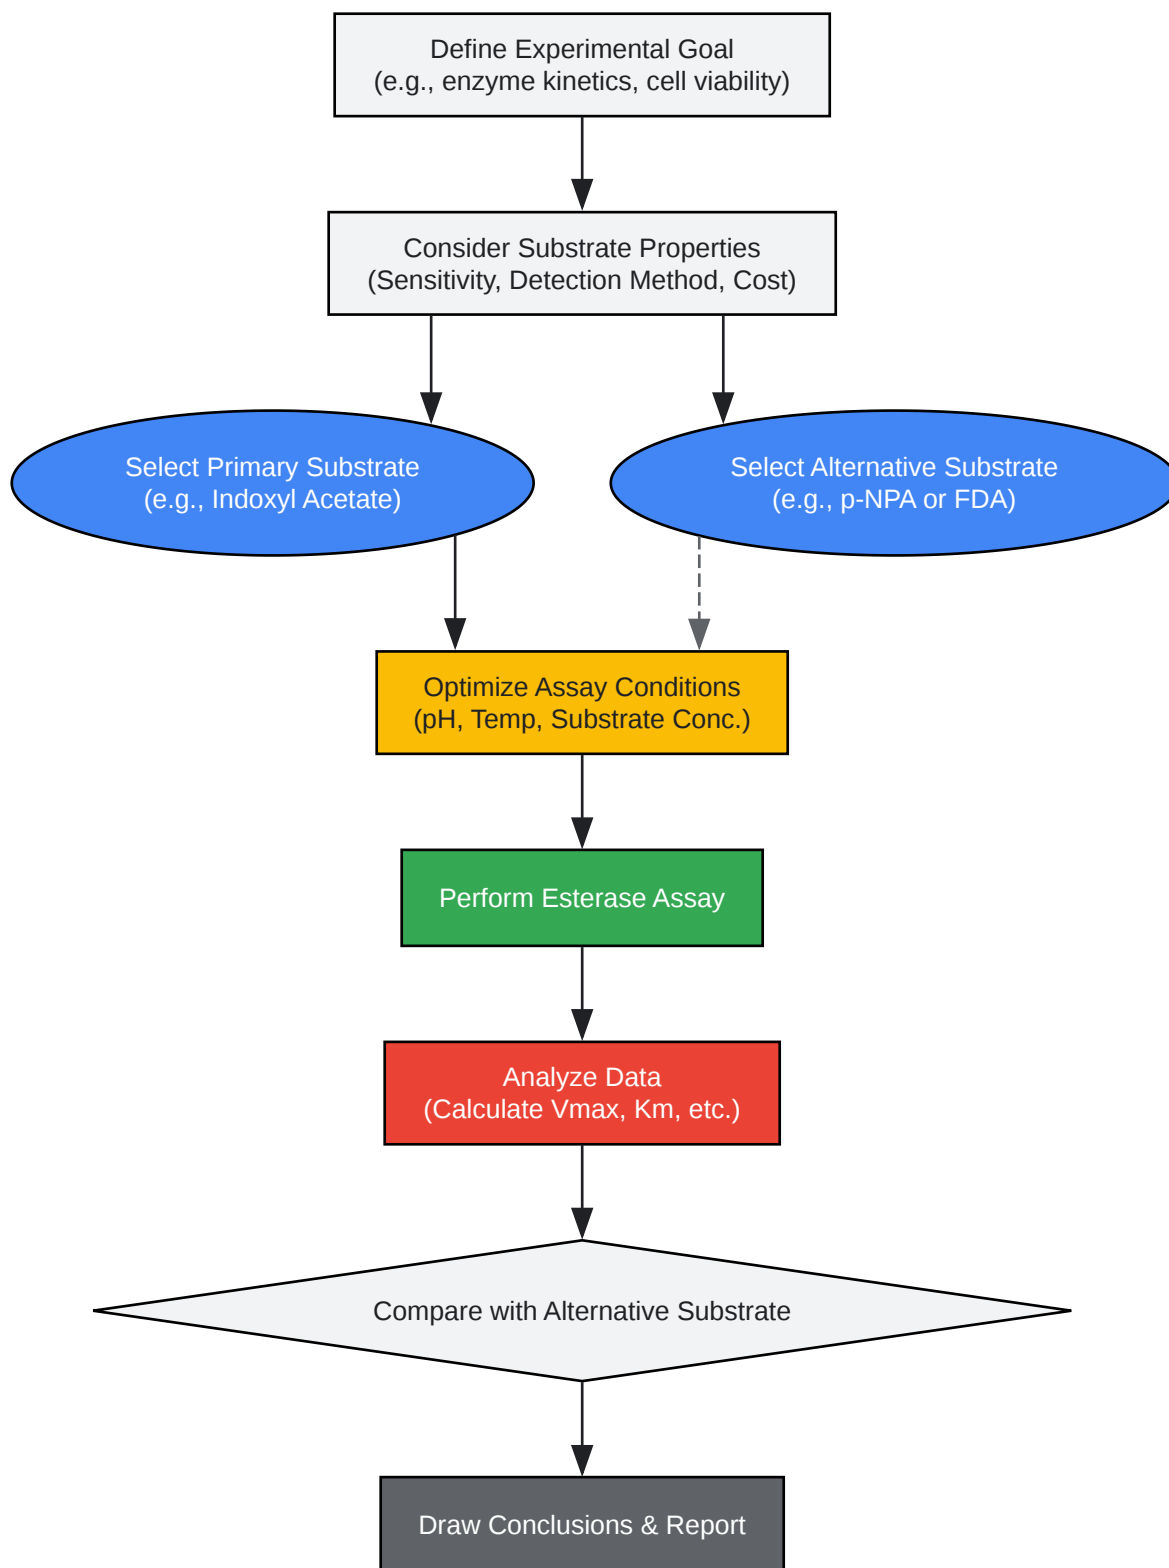 Define Experimental Goal
(e.g., enzyme kinetics, cell viability)
Consider Substrate Properties
(Sensitivity, Detection Method, Cost)
Select Primary Substrate
(e.g., Indoxyl Acetate)
Select Alternative Substrate
(e.g., p-NPA or FDA)
Optimize Assay Conditions
(pH, Temp, Substrate Conc.)
Perform Esterase Assay
Analyze Data
(Calculate Vmax, Km, etc.)
Compare with Alternative Substrate
Draw Conclusions & Report